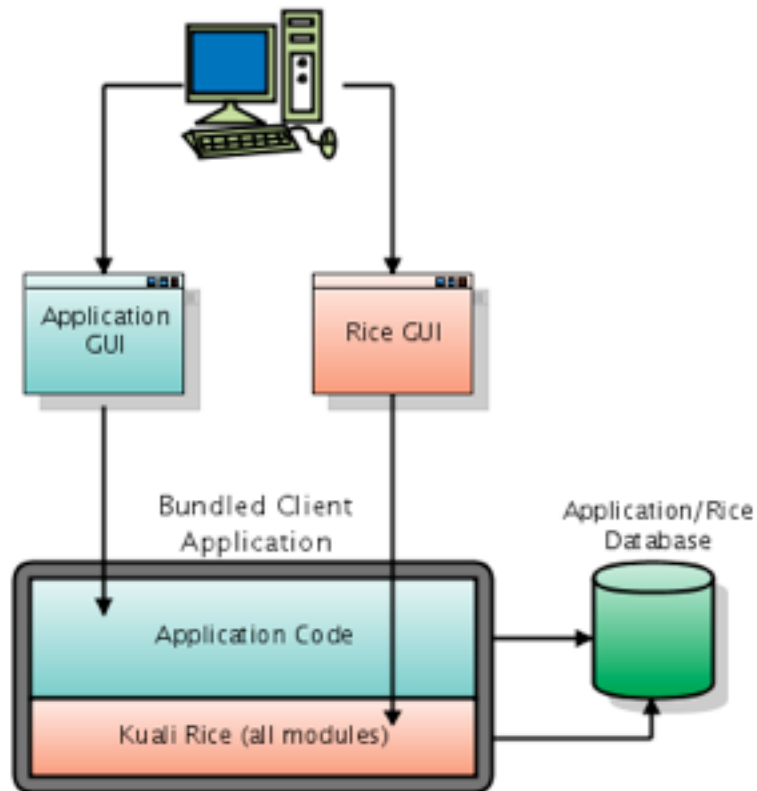 Application
GUI
Rice GUI
Bundled Client
Application
Application/Rice
Database
Application Code
Kuali Rice (all modules)